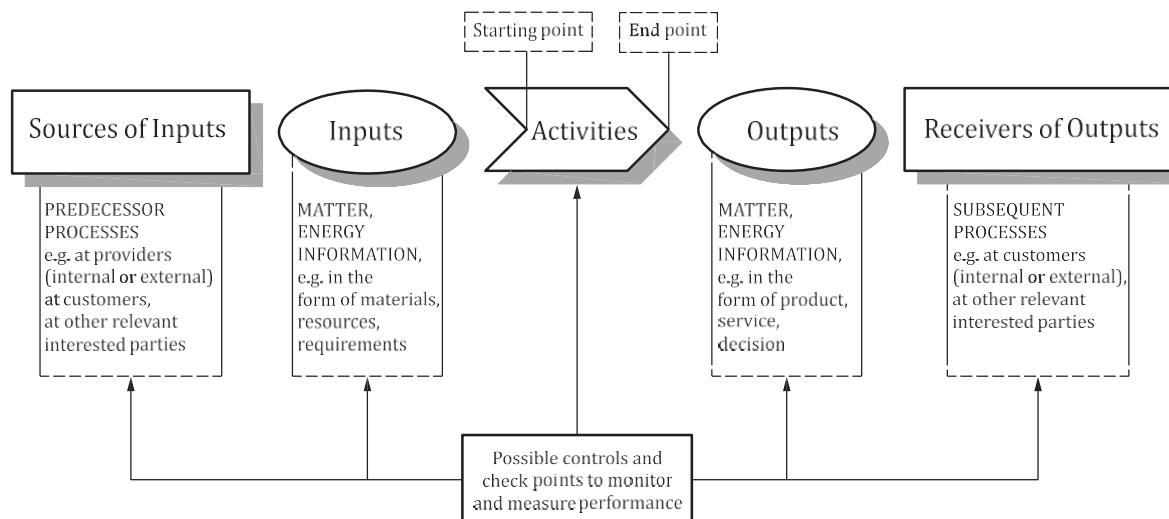 Starting point
End point
Sources of Inputs
Inputs
Activities
Outputs
Receivers of Outputs
PREDECESSOR
PROCESSES
e.g. at providers
(internal or external)
at customers,
at other relevant
interested parties
MATTER,
ENERGY
INFORMATION,
e.g. in the
form of materials,
resources,
requirements
MATTER,
ENERGY
INFORMATION,
e.g. in the
form of product,
service,
decision
SUBSEQUENT
PROCESSES
e.g. at customers
(internal or external),
at other relevant
interested parties
Possible controls and
check points to monitor
and measure performance